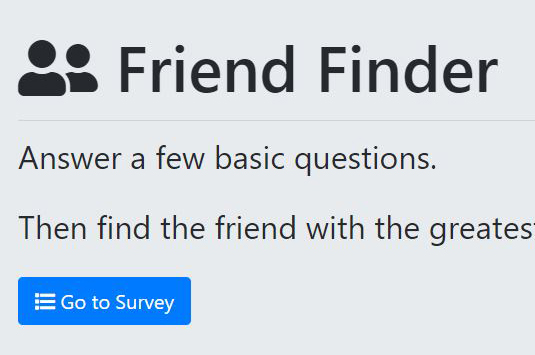 Friend Finder
Answer a few basic questions.
Then find the friend with the greatest
Go to Survey